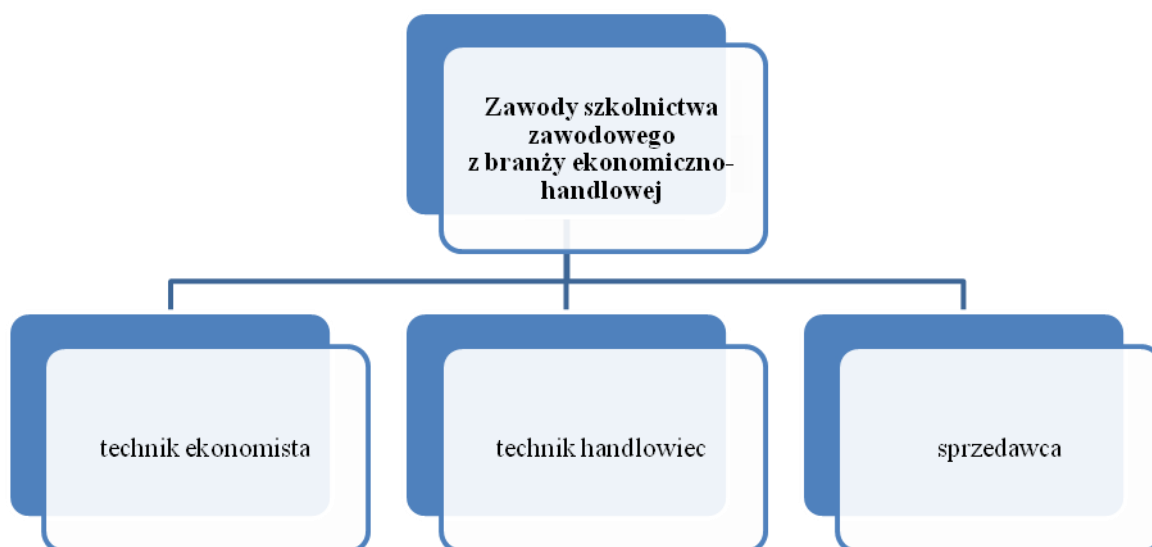 Zawody szkolnictwa
zawodowego
z branży ekonomiczno-
handlowej
technik ekonomista
technik handlowiec
sprzedawca